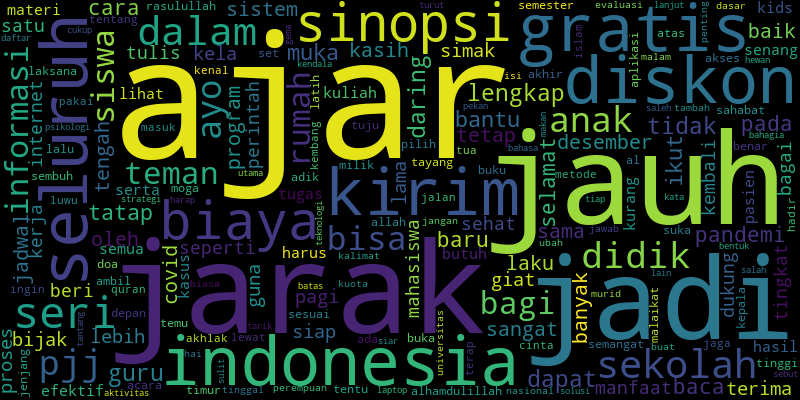 materi
cara
rasulullah
sistem
tentang
turut
semester
evaluasi
lanjut
dasar
kids
satu
siswa
dalam
sinopsi
gratis
baik
senang
tulis
kela
set
muka
kasih
simak
islam
atas
penting
informasi
seluruh
laksana
internet
lihat
kenal
ajar
isi
akhir
diskon
malam
akses
hewan
aplikasi
pakai
psikologi
masuk
ayo
program
perintah
rumah
latih
kuliah
daring
lengkap
pekan
bantu
tetap
anak
tidak
pada
saleh
tambah
sahabat
bahagia
lalu
tengah
sembuh
teman
utama
adik
kembang
tuju
pilih
bahasa
tua
makan
desember
ikut
benar
kembali
bagai
luwu
serta
strategi
moga
harap
tugas
milik
tayang
kirim
lama
buku
jalan
jauh
selamat
metode
tiap
al
kurang
kata
pasien
hadir
jadwal
kerja
tatap
biaya
teknologi
allah
jangan
sehat
sama
jawab
suka
pandemi
oleh
semua
seperti
harus
bisa
mahasiswa
baru
butuh
ubah
didik
dukung
bentuk
tingkat
doa
covid
kasus
guna
kalimat
laku
lain
salah
ingin
beri
ambil
quran
biasa
jarak
batas
kuota
pagi
giat
bagi
banyak
jadi
murid
malaikat
kepala
seri
depan
temu
tarik
siap
sesuai
sangat
proses
bijak
tantang
lebih
akhlak
lewat
ada
siar
buka
universitas
terap
cinta
semangat
buat
jaga
hasil
daftar
jenjang
pjj
guru
hai
sulit
indonesia
dapat
sekolah
tinggi
sebut
efektif
acara
aktivitas
timur
tinggal
perempuan
tentu
laptop
alhamdulillah
nasional
solusi
manfaat
baca
terima
cukup
gema
kendala